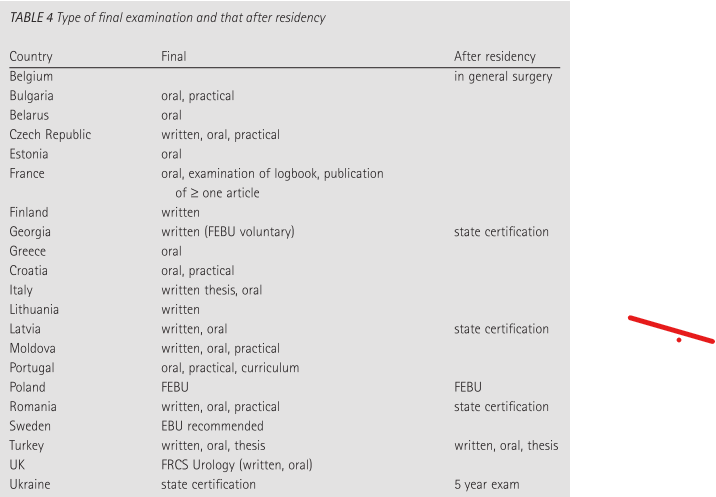 TABLE 4 Type of final examination and that after residency
Country Final After residency
Belgium in general surgery
Bulgaria oral, practical
Belarus oral
Czech Republic written, oral, practical
Estonia oral
France oral, examination of logbook, publication
of ≥ one article
Finland written
Georgia written (FEBU voluntary) state certification
Greece oral
Croatia oral, practical
Italy written thesis, oral
Lithuania written
Latvia written, oral state certification
Moldova written, oral, practical
Portugal oral, practical, curriculum
Poland FEBU FEBU
Romania written, oral, practical state certification
Sweden EBU recommended
Turkey written, oral, thesis written, oral, thesis
UK FRCS Urology (written, oral)
Ukraine state certification 5 year exam